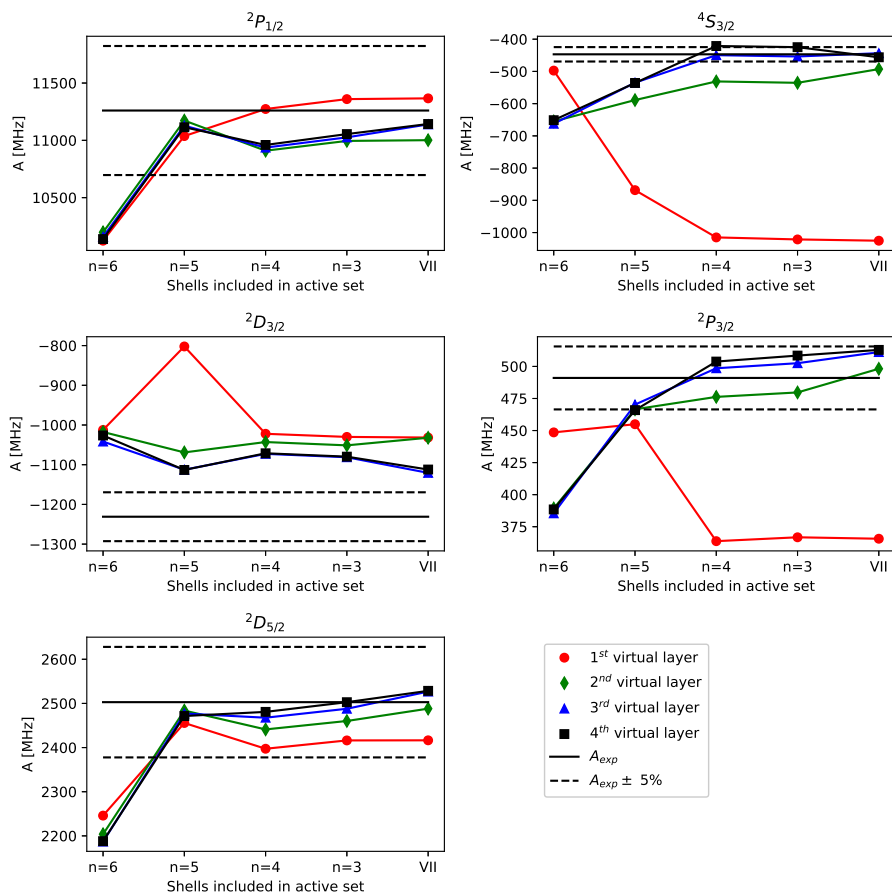 ²P₁/₂
A [MHz]
11500
11000
10500
n=6 n=5 n=4 n=3 VII
Shells included in active set
⁴S₃/₂
A [MHz]
−400
−500
−600
−700
−800
−900
−1000
n=6 n=5 n=4 n=3 VII
Shells included in active set
²D₃/₂
A [MHz]
−800
−900
−1000
−1100
−1200
−1300
n=6 n=5 n=4 n=3 VII
Shells included in active set
²P₃/₂
A [MHz]
500
475
450
425
400
375
n=6 n=5 n=4 n=3 VII
Shells included in active set
²D₅/₂
A [MHz]
2600
2500
2400
2300
2200
n=6 n=5 n=4 n=3 VII
Shells included in active set
1ˢᵗ virtual layer
2ⁿᵈ virtual layer
3ʳᵈ virtual layer
4ᵗʰ virtual layer
A_exp
A_exp ± 5%